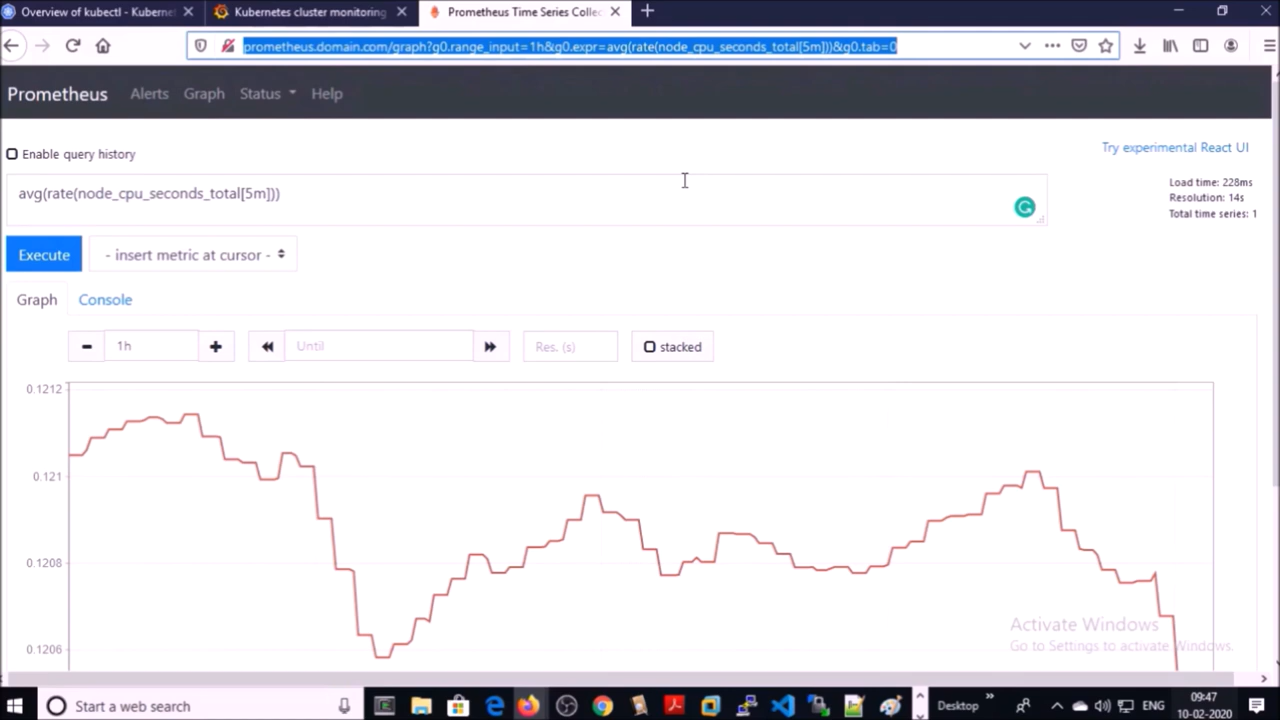 Overview of kubectl - Kubernet
Kubernetes cluster monitoring
Prometheus Time Series Collec
prometheus.domain.com/graph?g0.range_input=1h&g0.expr=avg(rate(node_cpu_seconds_total[5m]))&g0.tab=0
Prometheus Alerts Graph Status Help
Enable query history
Try experimental React UI
avg(rate(node_cpu_seconds_total[5m]))
Load time: 228ms
Resolution: 14s
Total time series: 1
Execute
- insert metric at cursor -
Graph Console
1h
Until
Res. (s)
stacked
0.1212
0.121
0.1208
0.1206
Activate Windows
Go to Settings to activate Windows.
Start a web search
Desktop
ENG
09:47
10-02-2020